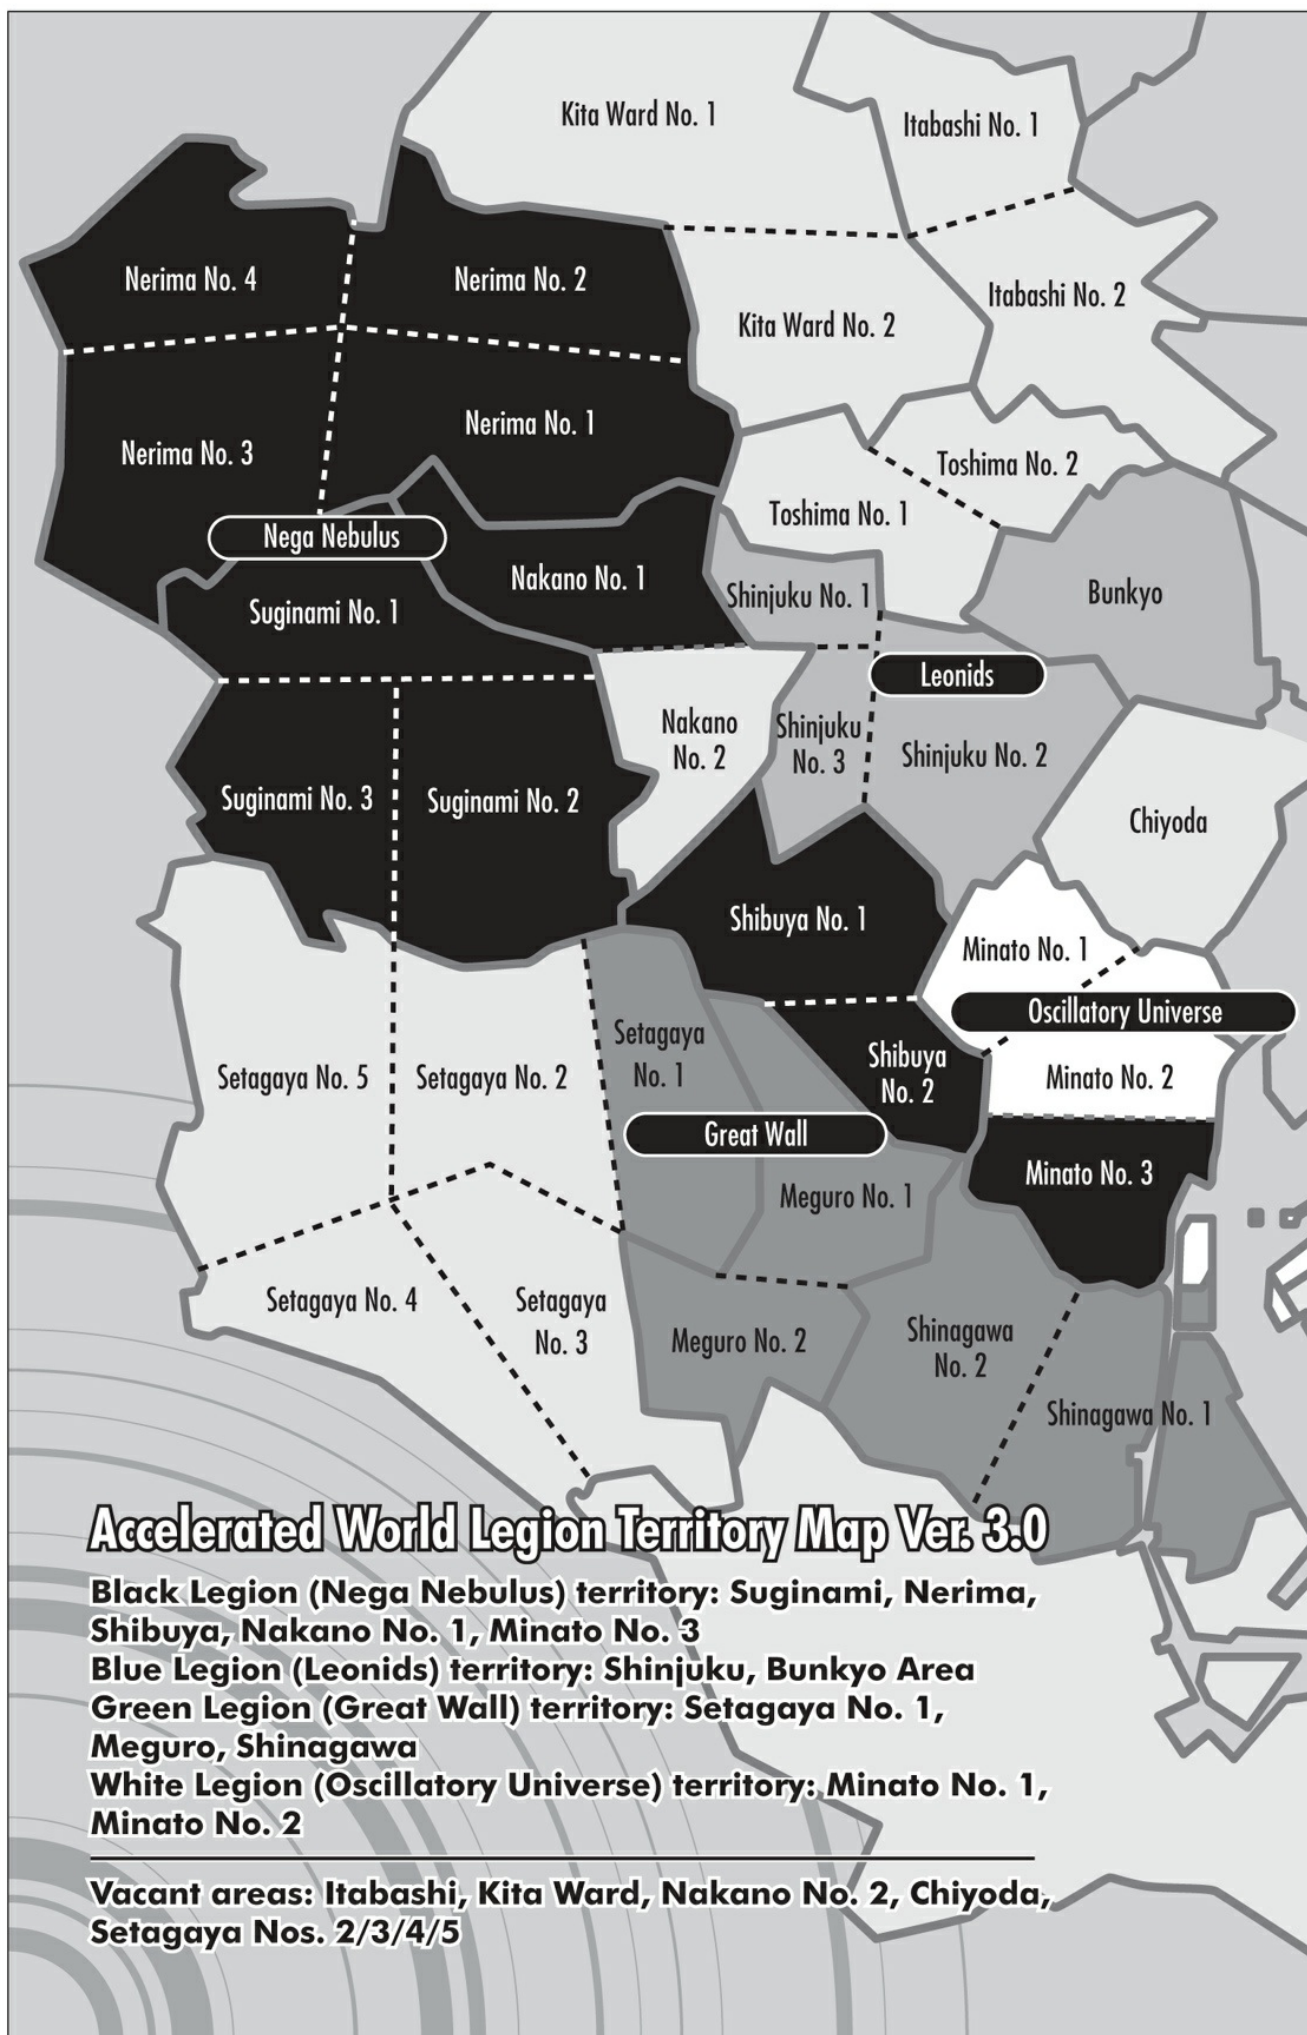 Kita Ward No. 1
Itabashi No. 1
Nerima No. 4
Nerima No. 2
Itabashi No. 2
Kita Ward No. 2
Nerima No. 1
Nerima No. 3
Toshima No. 2
Toshima No. 1
Nega Nebulus
Nakano No. 1
Shinjuku No. 1
Bunkyo
Suginami No. 1
Leonids
Nakano
No. 2
Shinjuku
No. 3
Shinjuku No. 2
Suginami No. 3
Suginami No. 2
Chiyoda
Shibuya No. 1
Minato No. 1
Oscillatory Universe
Setagaya
No. 1
Shibuya
No. 2
Setagaya No. 5
Setagaya No. 2
Minato No. 2
Great Wall
Minato No. 3
Meguro No. 1
Setagaya No. 4
Setagaya
No. 3
Meguro No. 2
Shinagawa
No. 2
Shinagawa No. 1
Accelerated World Legion Territory Map Ver. 3.0
Black Legion (Nega Nebulus) territory: Suginami, Nerima,
Shibuya, Nakano No. 1, Minato No. 3
Blue Legion (Leonids) territory: Shinjuku, Bunkyo Area
Green Legion (Great Wall) territory: Setagaya No. 1,
Meguro, Shinagawa
White Legion (Oscillatory Universe) territory: Minato No. 1,
Minato No. 2
Vacant areas: Itabashi, Kita Ward, Nakano No. 2, Chiyoda,
Setagaya Nos. 2/3/4/5